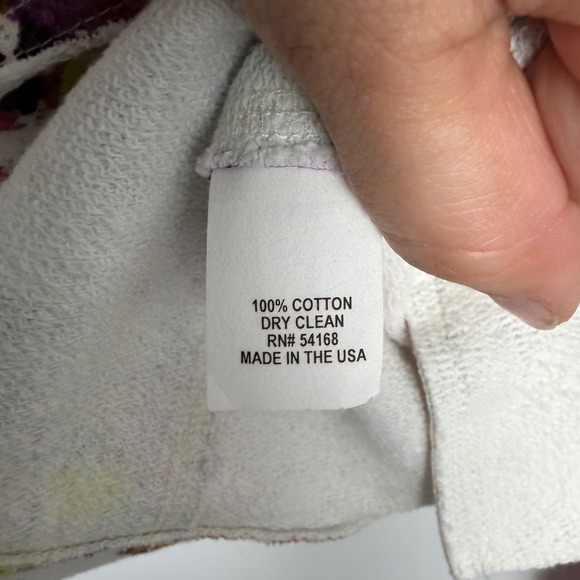 100% COTTON
DRY CLEAN
RN# 54168
MADE IN THE USA